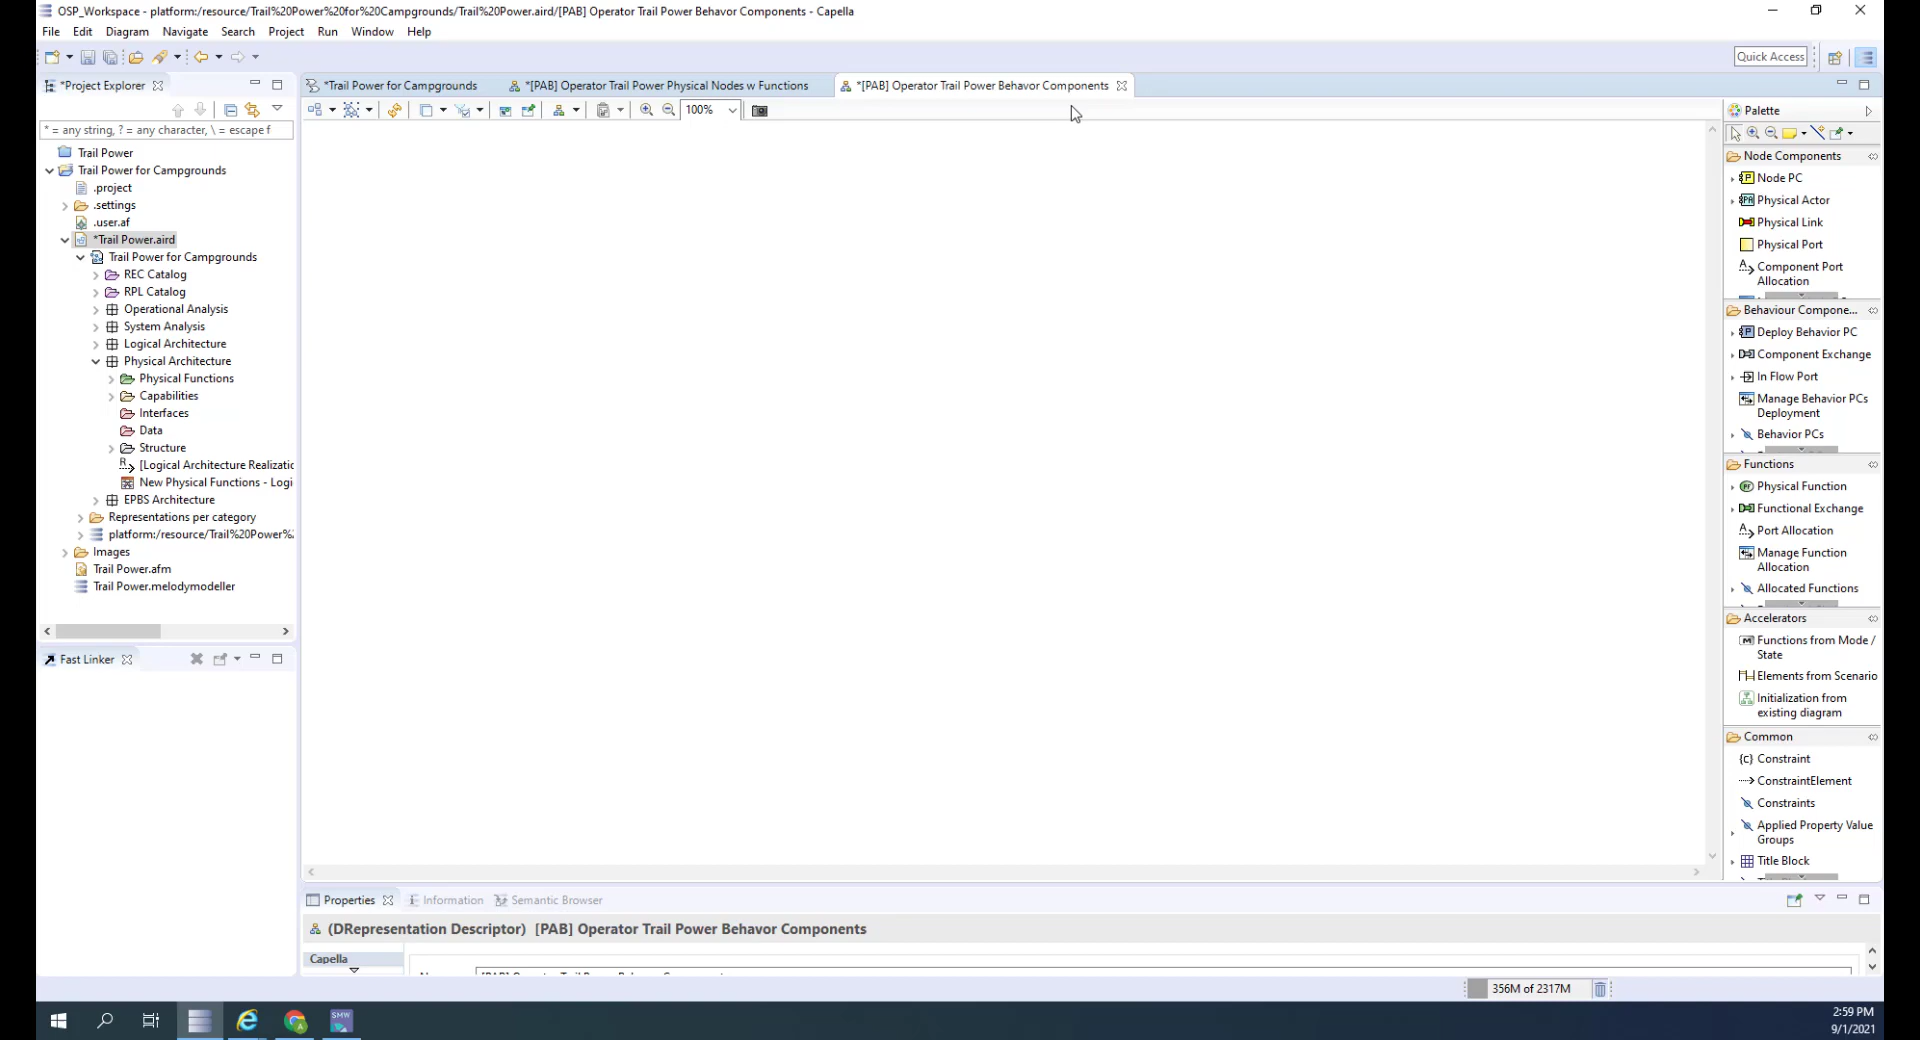 OSP_Workspace - platform:/resource/Trail%20Power%20for%20Campgrounds/Trail%20Power.aird/[PAB] Operator Trail Power Behavor Components - Capella
File Edit Diagram Navigate Search Project Run Window Help
Quick Access
*Project Explorer
*Trail Power for Campgrounds
*[PAB] Operator Trail Power Physical Nodes w Functions
*[PAB] Operator Trail Power Behavor Components
100%
* = any string, ? = any character, \ = escape f
Trail Power
Trail Power for Campgrounds
.project
.settings
.user.af
*Trail Power.aird
Trail Power for Campgrounds
REC Catalog
RPL Catalog
Operational Analysis
System Analysis
Logical Architecture
Physical Architecture
Physical Functions
Capabilities
Interfaces
Data
Structure
[Logical Architecture Realizatic
New Physical Functions - Logi
EPBS Architecture
Representations per category
platform:/resource/Trail%20Power%
Images
Trail Power.afm
Trail Power.melodymodeller
Fast Linker
Palette
Node Components
Node PC
Physical Actor
Physical Link
Physical Port
Component Port
Allocation
Behaviour Compone...
Deploy Behavior PC
Component Exchange
In Flow Port
Manage Behavior PCs
Deployment
Behavior PCs
Functions
Physical Function
Functional Exchange
Port Allocation
Manage Function
Allocation
Allocated Functions
Accelerators
Functions from Mode /
State
Elements from Scenario
Initialization from
existing diagram
Common
{c} Constraint
ConstraintElement
Constraints
Applied Property Value
Groups
Title Block
Properties
Information
Semantic Browser
(DRepresentation Descriptor) [PAB] Operator Trail Power Behavor Components
Capella
356M of 2317M
SMW
2:59 PM
9/1/2021